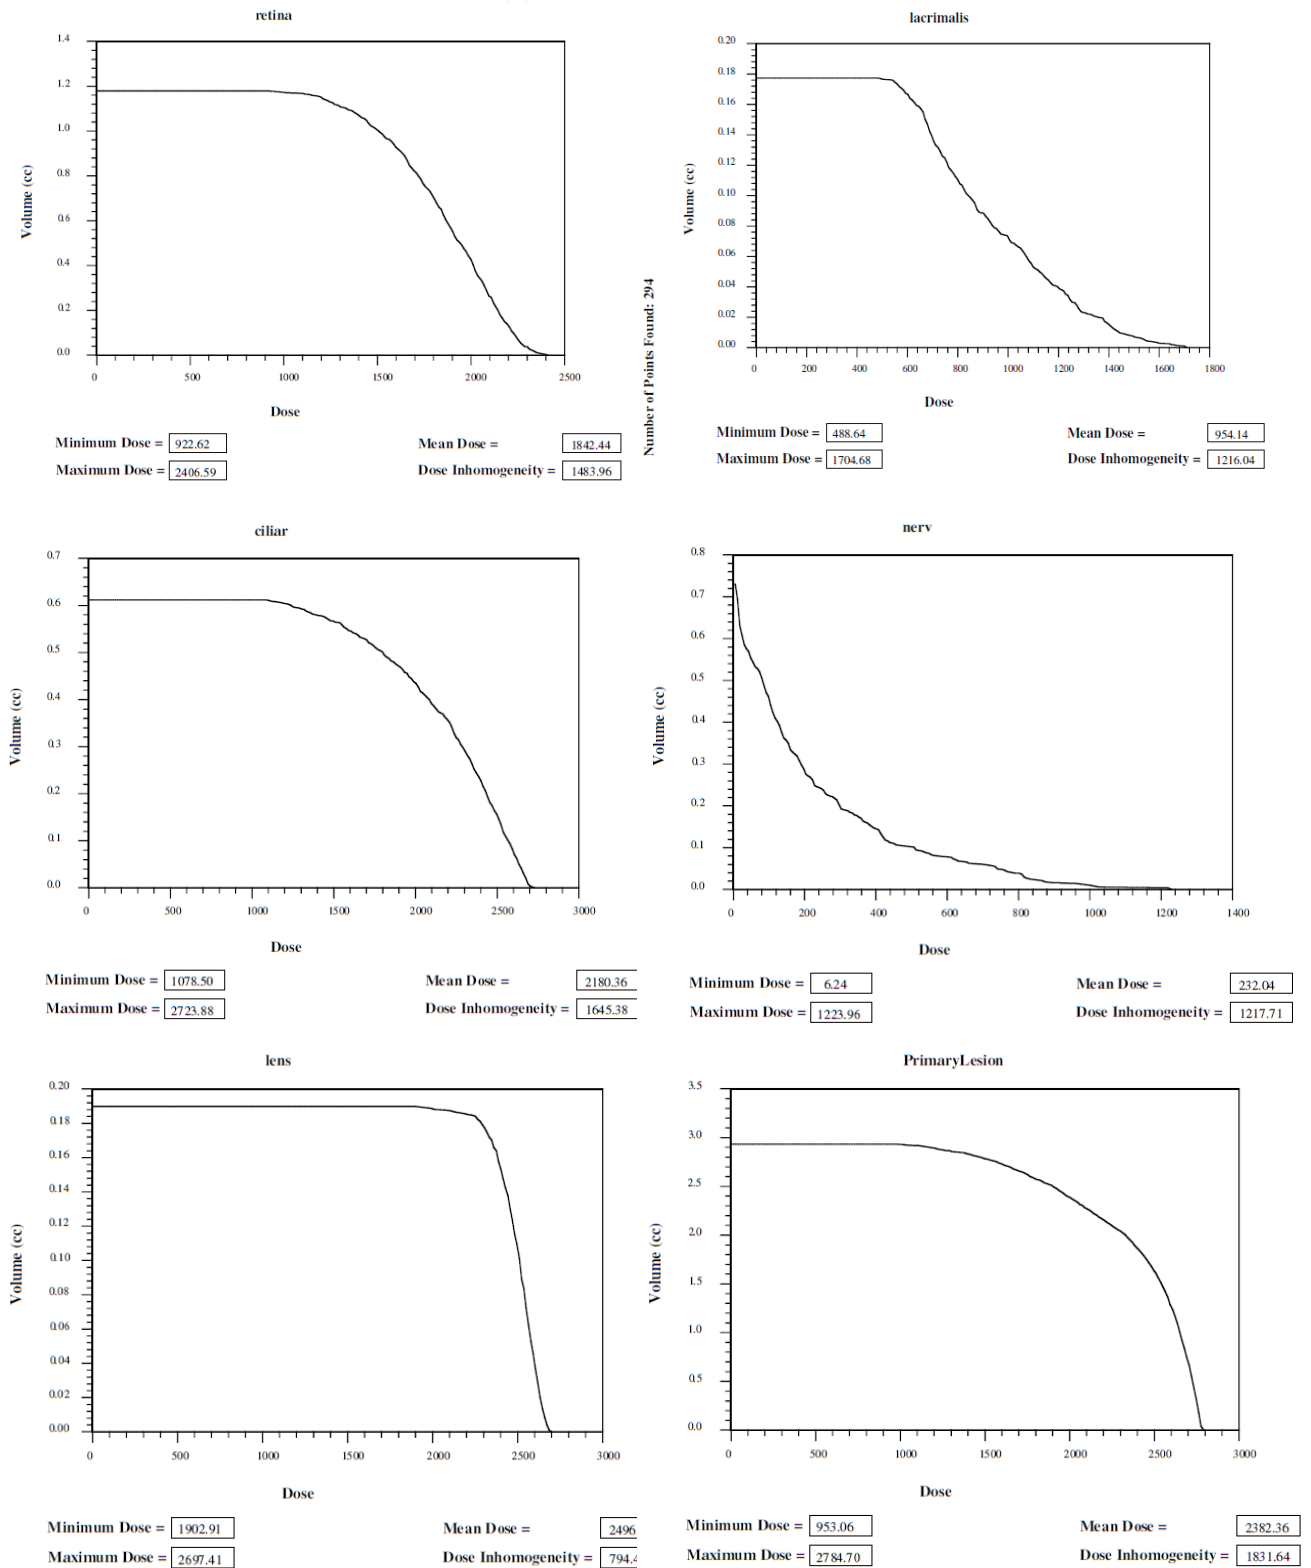 retina
1.4
1.2
1.0
0.8
0.6
0.4
0.2
0.0
Volume (cc)
0 500 1000 1500 2000 2500
Dose
Minimum Dose = 922.62 Mean Dose = 1842.44
Maximum Dose = 2406.59 Dose Inhomogeneity = 1483.96
Number of Points Found: 294
lacrimalis
0.20
0.18
0.16
0.14
0.12
0.10
0.08
0.06
0.04
0.02
0.00
Volume (cc)
0 200 400 600 800 1000 1200 1400 1600 1800
Dose
Minimum Dose = 488.64 Mean Dose = 954.14
Maximum Dose = 1704.68 Dose Inhomogeneity = 1216.04
ciliar
0.7
0.6
0.5
0.4
0.3
0.2
0.1
0.0
Volume (cc)
0 500 1000 1500 2000 2500 3000
Dose
Minimum Dose = 1078.50 Mean Dose = 2180.36
Maximum Dose = 2723.88 Dose Inhomogeneity = 1645.38
nerv
0.8
0.7
0.6
0.5
0.4
0.3
0.2
0.1
0.0
Volume (cc)
0 200 400 600 800 1000 1200 1400
Dose
Minimum Dose = 6.24 Mean Dose = 232.04
Maximum Dose = 1223.96 Dose Inhomogeneity = 1217.71
lens
0.20
0.18
0.16
0.14
0.12
0.10
0.08
0.06
0.04
0.02
0.00
Volume (cc)
0 500 1000 1500 2000 2500 3000
Dose
Minimum Dose = 1902.91 Mean Dose = 2496
Maximum Dose = 2697.41 Dose Inhomogeneity = 794.4
PrimaryLesion
3.5
3.0
2.5
2.0
1.5
1.0
0.5
0.0
Volume (cc)
0 500 1000 1500 2000 2500 3000
Dose
Minimum Dose = 953.06 Mean Dose = 2382.36
Maximum Dose = 2784.70 Dose Inhomogeneity = 1831.64